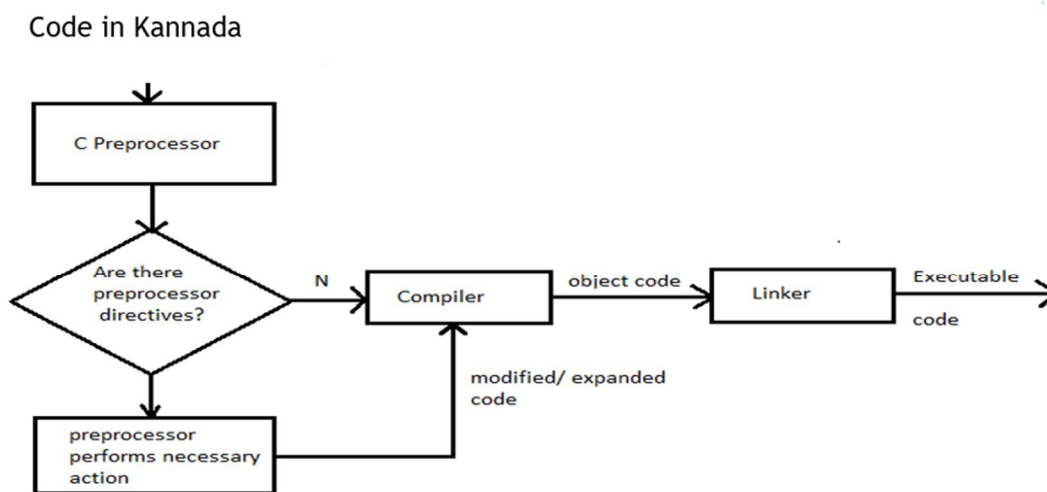 Code in Kannada
C Preprocessor
Are there
preprocessor
directives?
N
Compiler
object code
Linker
Executable
code
modified/ expanded
code
preprocessor
performs necessary
action